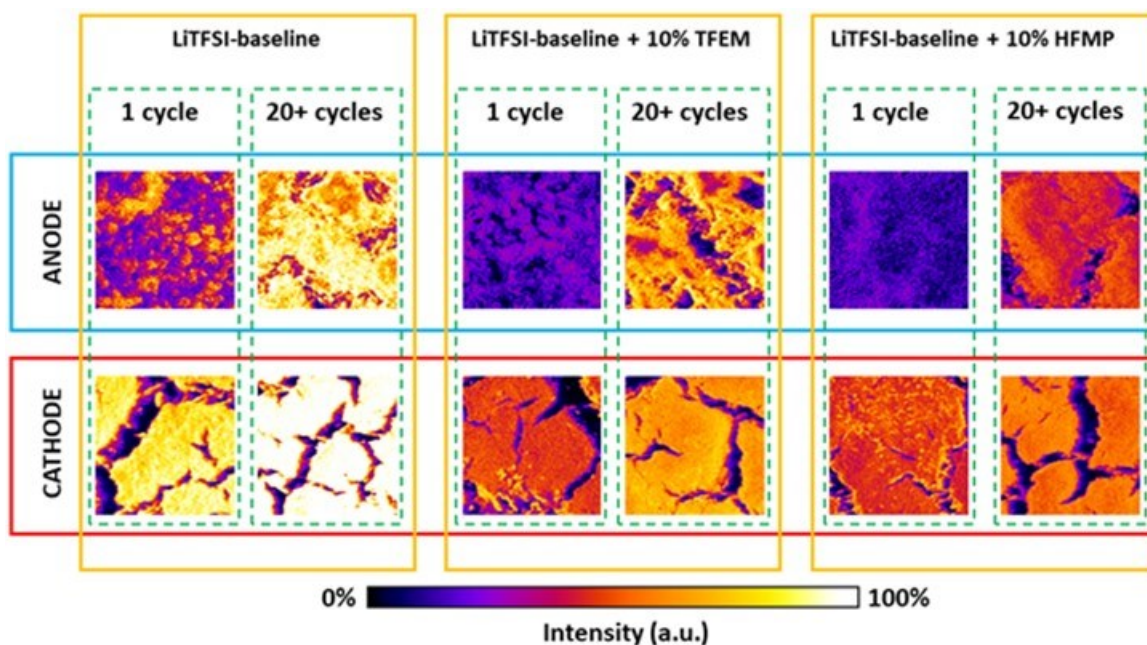 LiTFSI-baseline
LiTFSI-baseline + 10% TFEM
LiTFSI-baseline + 10% HFMP
1 cycle
20+ cycles
1 cycle
20+ cycles
1 cycle
20+ cycles
ANODE
CATHODE
0%
100%
Intensity (a.u.)